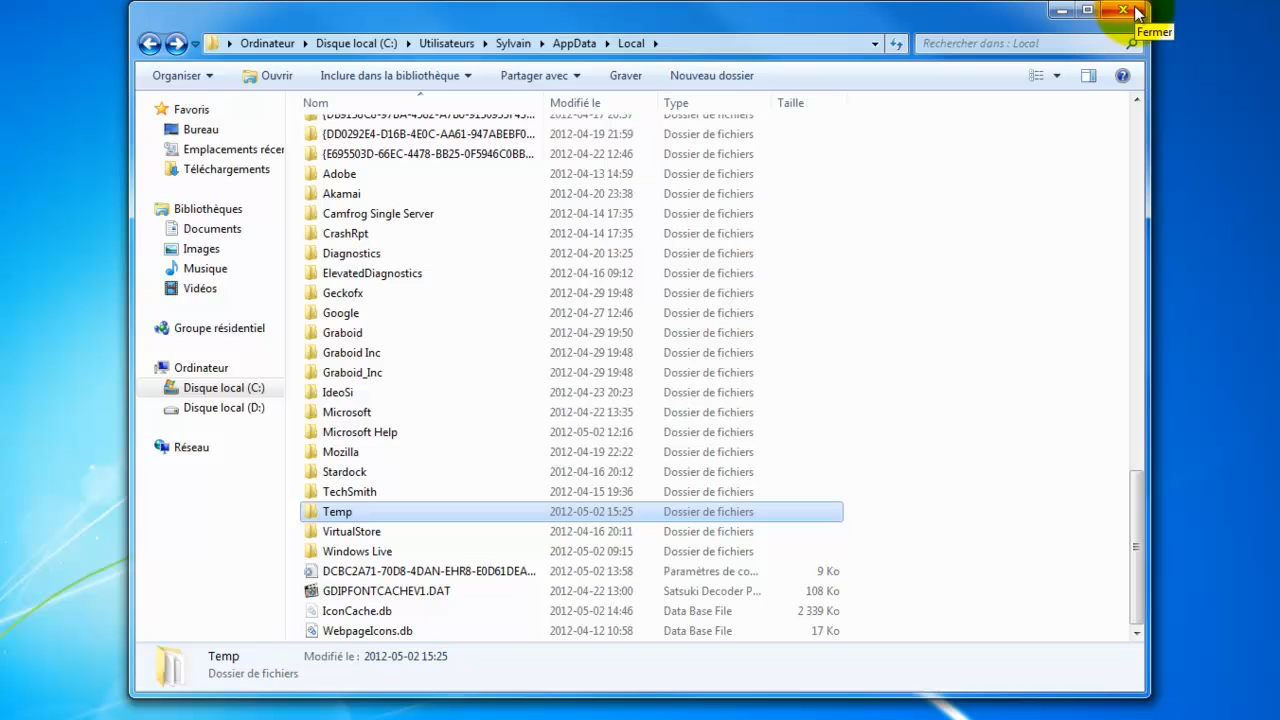 Fermer
Ordinateur Disque local (C:) Utilisateurs Sylvain AppData Local
Rechercher dans : Local
Organiser Ouvrir Inclure dans la bibliothèque Partager avec Graver Nouveau dossier
Favoris
Bureau
Emplacements récer
Téléchargements
Bibliothèques
Documents
Images
Musique
Vidéos
Groupe résidentiel
Ordinateur
Disque local (C:)
Disque local (D:)
Réseau
Nom Modifié le Type Taille
{DD0292E4-D16B-4E0C-AA61-947ABEBF0... 2012-04-19 21:59 Dossier de fichiers
{E695503D-66EC-4478-BB25-0F5946C0BB... 2012-04-22 12:46 Dossier de fichiers
Adobe 2012-04-13 14:59 Dossier de fichiers
Akamai 2012-04-20 23:38 Dossier de fichiers
Camfrog Single Server 2012-04-14 17:35 Dossier de fichiers
CrashRpt 2012-04-14 17:35 Dossier de fichiers
Diagnostics 2012-04-20 13:25 Dossier de fichiers
ElevatedDiagnostics 2012-04-16 09:12 Dossier de fichiers
Geckofx 2012-04-29 19:48 Dossier de fichiers
Google 2012-04-27 12:46 Dossier de fichiers
Graboid 2012-04-29 19:50 Dossier de fichiers
Graboid Inc 2012-04-29 19:48 Dossier de fichiers
Graboid_Inc 2012-04-29 19:48 Dossier de fichiers
IdeoSi 2012-04-23 20:23 Dossier de fichiers
Microsoft 2012-04-22 13:35 Dossier de fichiers
Microsoft Help 2012-05-02 12:16 Dossier de fichiers
Mozilla 2012-04-19 22:22 Dossier de fichiers
Stardock 2012-04-16 20:12 Dossier de fichiers
TechSmith 2012-04-15 19:36 Dossier de fichiers
Temp 2012-05-02 15:25 Dossier de fichiers
VirtualStore 2012-04-16 20:11 Dossier de fichiers
Windows Live 2012-05-02 09:15 Dossier de fichiers
DCBC2A71-70D8-4DAN-EHR8-E0D61DEA... 2012-05-02 13:58 Paramètres de co... 9 Ko
GDIPFONTCACHEV1.DAT 2012-04-22 13:00 Satsuki Decoder P... 108 Ko
IconCache.db 2012-05-02 14:46 Data Base File 2 339 Ko
WebpageIcons.db 2012-04-12 10:58 Data Base File 17 Ko
Temp Modifié le : 2012-05-02 15:25
Dossier de fichiers